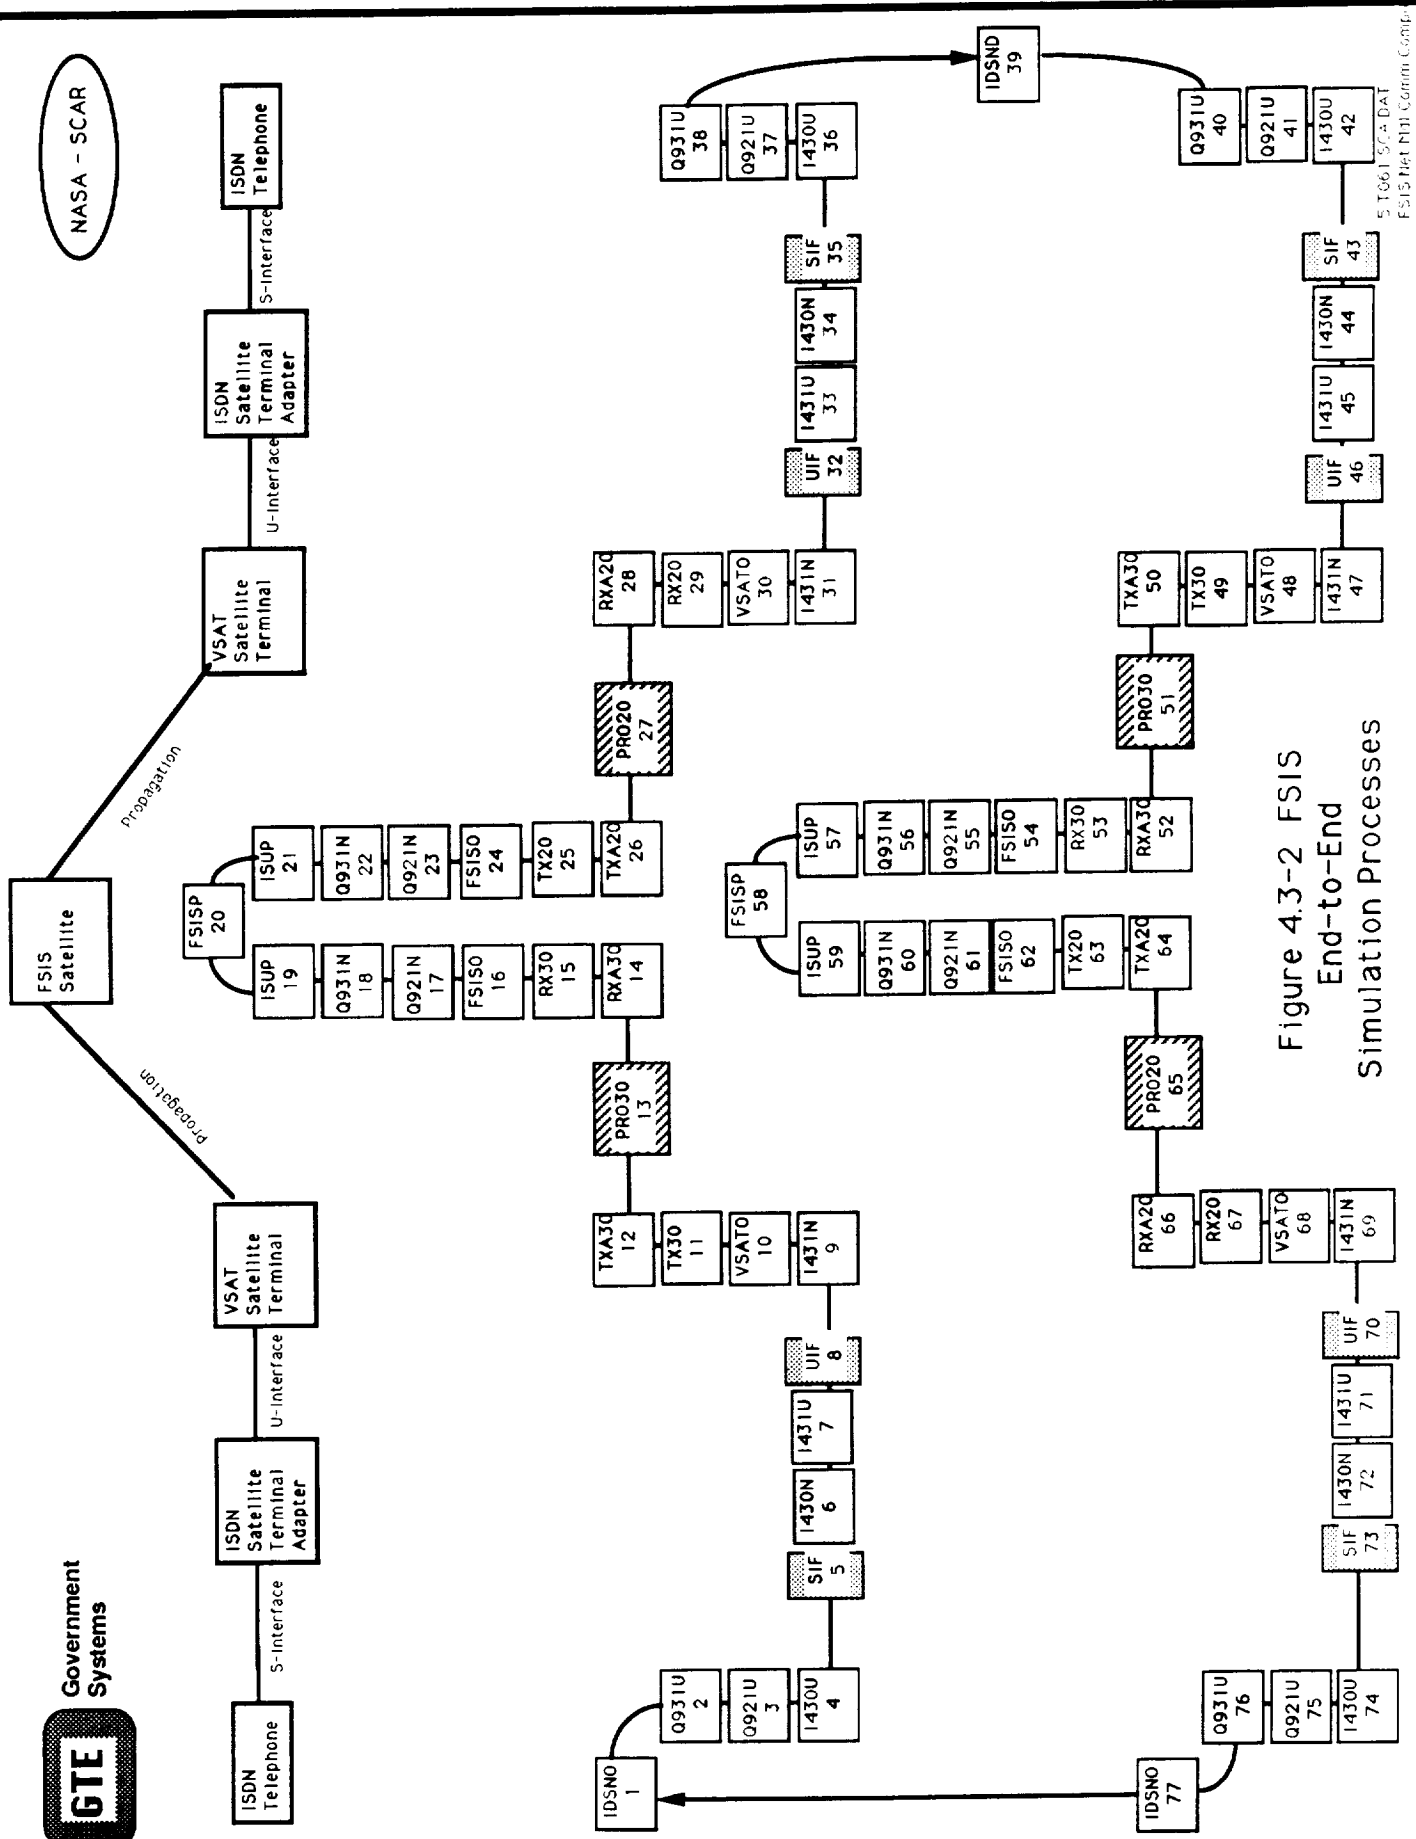 GTE
Government
Systems
NASA - SCAR
FSIS
Satellite
Propagation
Propagation
ISDN
Telephone
S-Interface
ISDN
Satellite
Terminal
Adapter
U-Interface
VSAT
Satellite
Terminal
VSAT
Satellite
Terminal
U-Interface
ISDN
Satellite
Terminal
Adapter
S-Interface
ISDN
Telephone
IDSNO
1
Q931U
2
Q921U
3
I430U
4
SIF
5
I430N
6
I431U
7
UIF
8
I431N
9
VSATO
10
TX30
11
TXA30
12
PRO30
13
RXA30
14
RX30
15
FSISO
16
Q921N
17
Q931N
18
ISUP
19
FSISP
20
ISUP
21
Q931N
22
Q921N
23
FSISO
24
TX20
25
TXA20
26
PRO20
27
RXA20
28
RX20
29
VSATO
30
I431N
31
UIF
32
I431U
33
I430N
34
SIF
35
I430U
36
Q921U
37
Q931U
38
IDSND
39
Q931U
40
Q921U
41
I430U
42
SIF
43
I430N
44
I431U
45
UIF
46
I431N
47
VSATO
48
TX30
49
TXA30
50
PRO30
51
RXA30
52
RX30
53
FSISO
54
Q921N
55
Q931N
56
ISUP
57
FSISP
58
ISUP
59
Q931N
60
Q921N
61
FSISO
62
TX20
63
TXA20
64
PRO20
65
RXA20
66
RX20
67
VSATO
68
I431N
69
UIF
70
I431U
71
I430N
72
SIF
73
I430U
74
Q921U
75
Q931U
76
IDSNO
77
Figure 4.3-2 FSIS
End-to-End
Simulation Processes
DAT
FSIS Net Comm